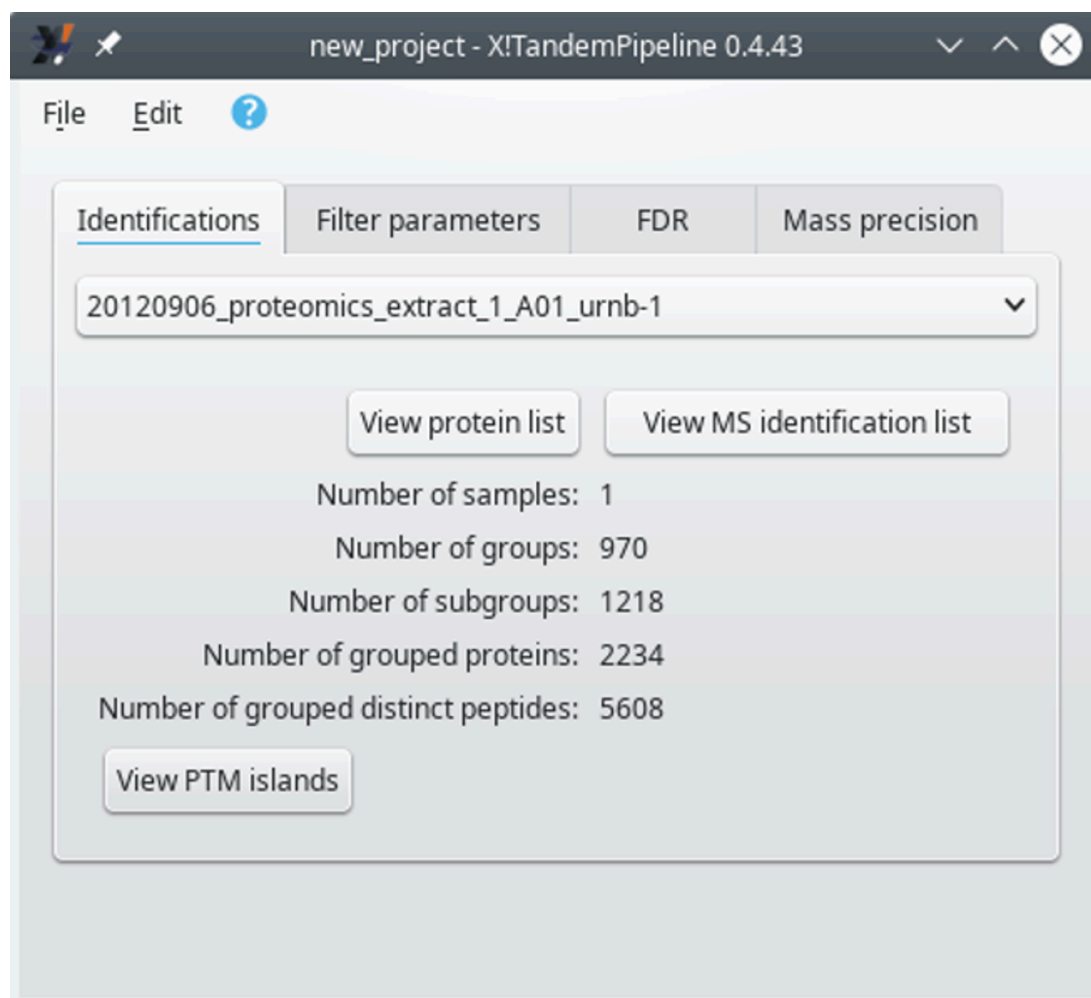 new_project - X!TandemPipeline 0.4.43
File Edit ?
Identifications Filter parameters FDR Mass precision
20120906_proteomics_extract_1_A01_urnb-1
View protein list View MS identification list
Number of samples: 1
Number of groups: 970
Number of subgroups: 1218
Number of grouped proteins: 2234
Number of grouped distinct peptides: 5608
View PTM islands